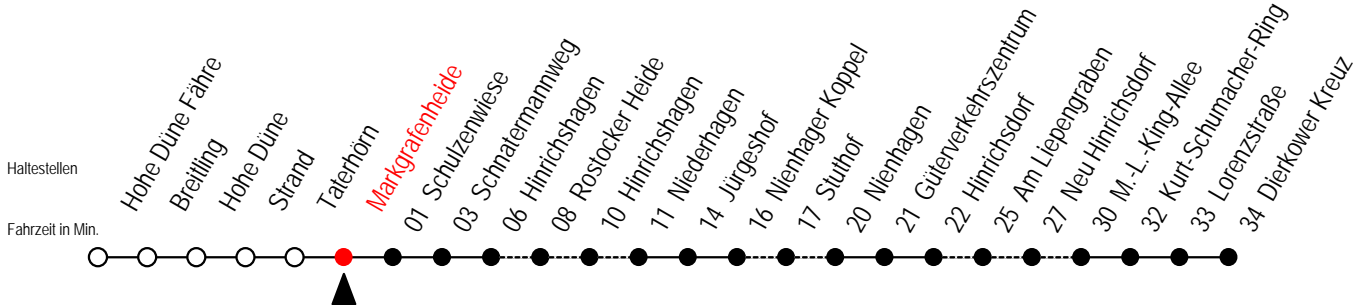 Haltestellen
Fahrzeit in Min.
Hohe Düne Fähre
Breitling
Hohe Düne
Strand
Taterhörn
Markgrafenheide
01 Schulzenwiese
03 Schnatermannweg
06 Hinrichshagen
08 Rostocker Heide
10 Hinrichshagen
11 Niederhagen
14 Jürgeshof
16 Nienhager Koppel
17 Stuthof
20 Nienhagen
21 Güterverkehrszentrum
22 Hinrichsdorf
25 Am Liepengraben
27 Neu Hinrichsdorf
30 M.-L.-King-Allee
32 Kurt-Schumacher-Ring
33 Lorenzstraße
34 Dierkower Kreuz